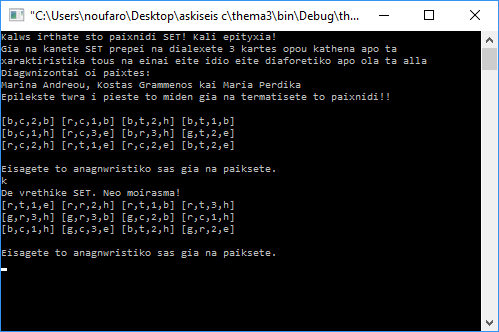 "C:\Users\noufaro\Desktop\askiseis c\thema3\bin\Debug\th...
Kalws irthate sto paixnidi SET! Kali epityxia!
Gia na kanete SET prepei na dialexete 3 kartes opou kathena apo ta
xaraktiristika tous na einai eite idio eite diaforetiko apo ola ta alla
Diagwnizontai oi paixtes:
Marina Andreou, Kostas Grammenos kai Maria Perdika
Epilekste twra i pieste to miden gia na termatisete to paixnidi!!
[b,c,2,b] [r,c,1,b] [b,t,2,h] [b,t,1,b]
[b,c,1,h] [r,c,3,e] [b,r,3,h] [g,t,2,e]
[r,c,2,h] [r,t,1,e] [r,c,2,e] [b,t,2,e]
Eisagete to anagnwristiko sas gia na paiksete.
k
De vrethike SET. Neo moirasma!
[r,t,1,e] [r,r,2,h] [r,t,1,b] [r,t,3,h]
[g,r,3,h] [g,r,3,b] [g,c,2,b] [r,c,1,h]
[b,c,1,h] [g,c,3,e] [b,t,2,h] [g,r,2,e]
Eisagete to anagnwristiko sas gia na paiksete.